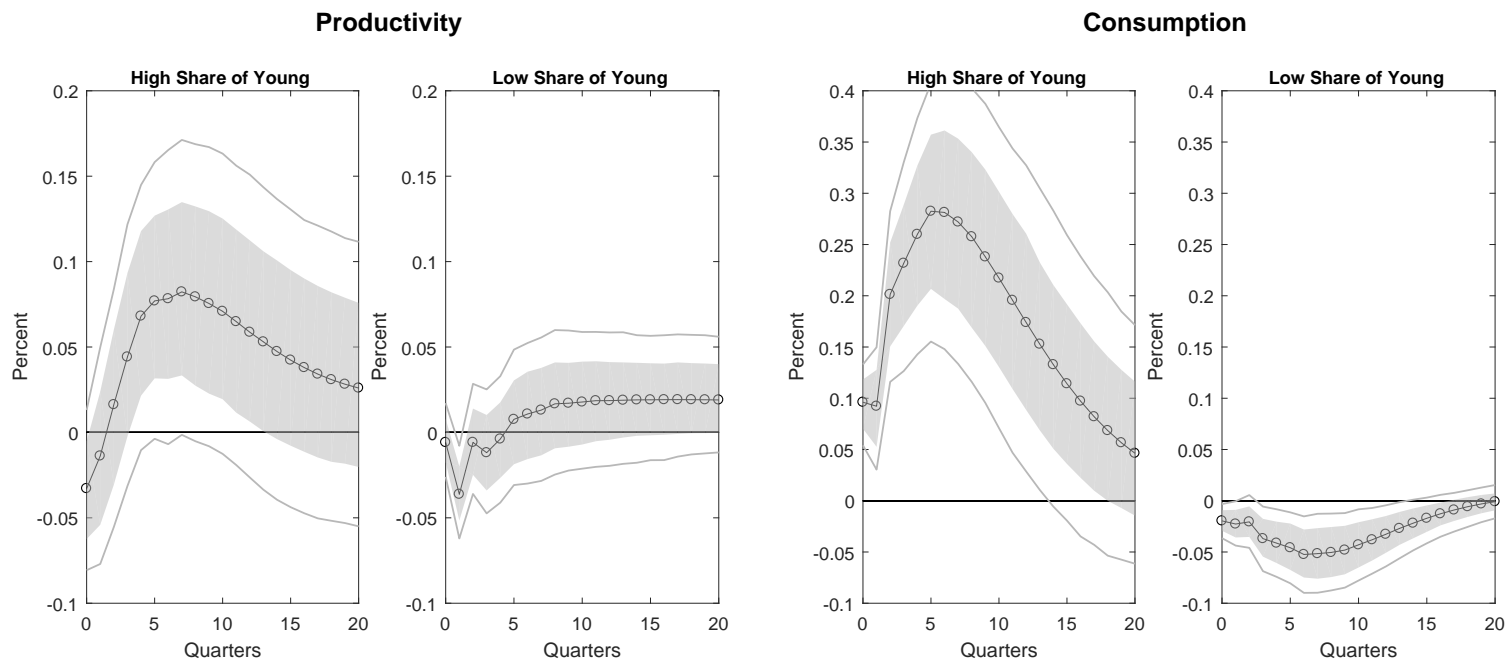 Productivity
Consumption
High Share of Young
Low Share of Young
High Share of Young
Low Share of Young
0.2
0.15
0.1
0.05
0
-0.05
-0.1
Percent
0 5 10 15 20
Quarters
0.2
0.15
0.1
0.05
0
-0.05
-0.1
Percent
0 5 10 15 20
Quarters
0.4
0.35
0.3
0.25
0.2
0.15
0.1
0.05
0
-0.05
-0.1
Percent
0 5 10 15 20
Quarters
0.4
0.35
0.3
0.25
0.2
0.15
0.1
0.05
0
-0.05
-0.1
Percent
0 5 10 15 20
Quarters